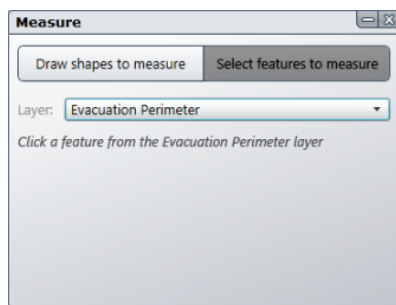 Measure
Draw shapes to measure Select features to measure
Layer: Evacuation Perimeter
Click a feature from the Evacuation Perimeter layer